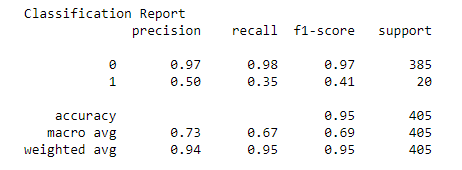 Classification Report
precision recall f1-score support
0 0.97 0.98 0.97 385
1 0.50 0.35 0.41 20
accuracy 0.95 405
macro avg 0.73 0.67 0.69 405
weighted avg 0.94 0.95 0.95 405